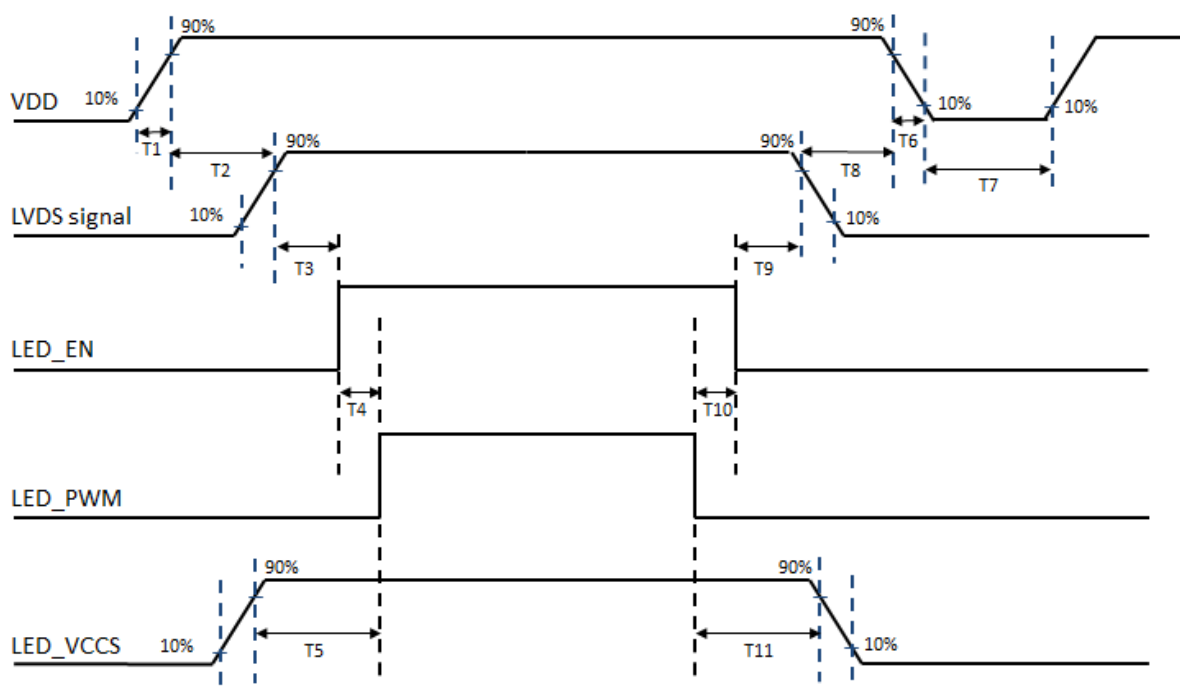 90%
90%
VDD
10%
10%
10%
T1
T6
90%
90%
T2
T8
T7
LVDS signal
10%
10%
T3
T9
LED_EN
T4
T10
LED_PWM
90%
90%
LED_VCCS
10%
10%
T5
T11